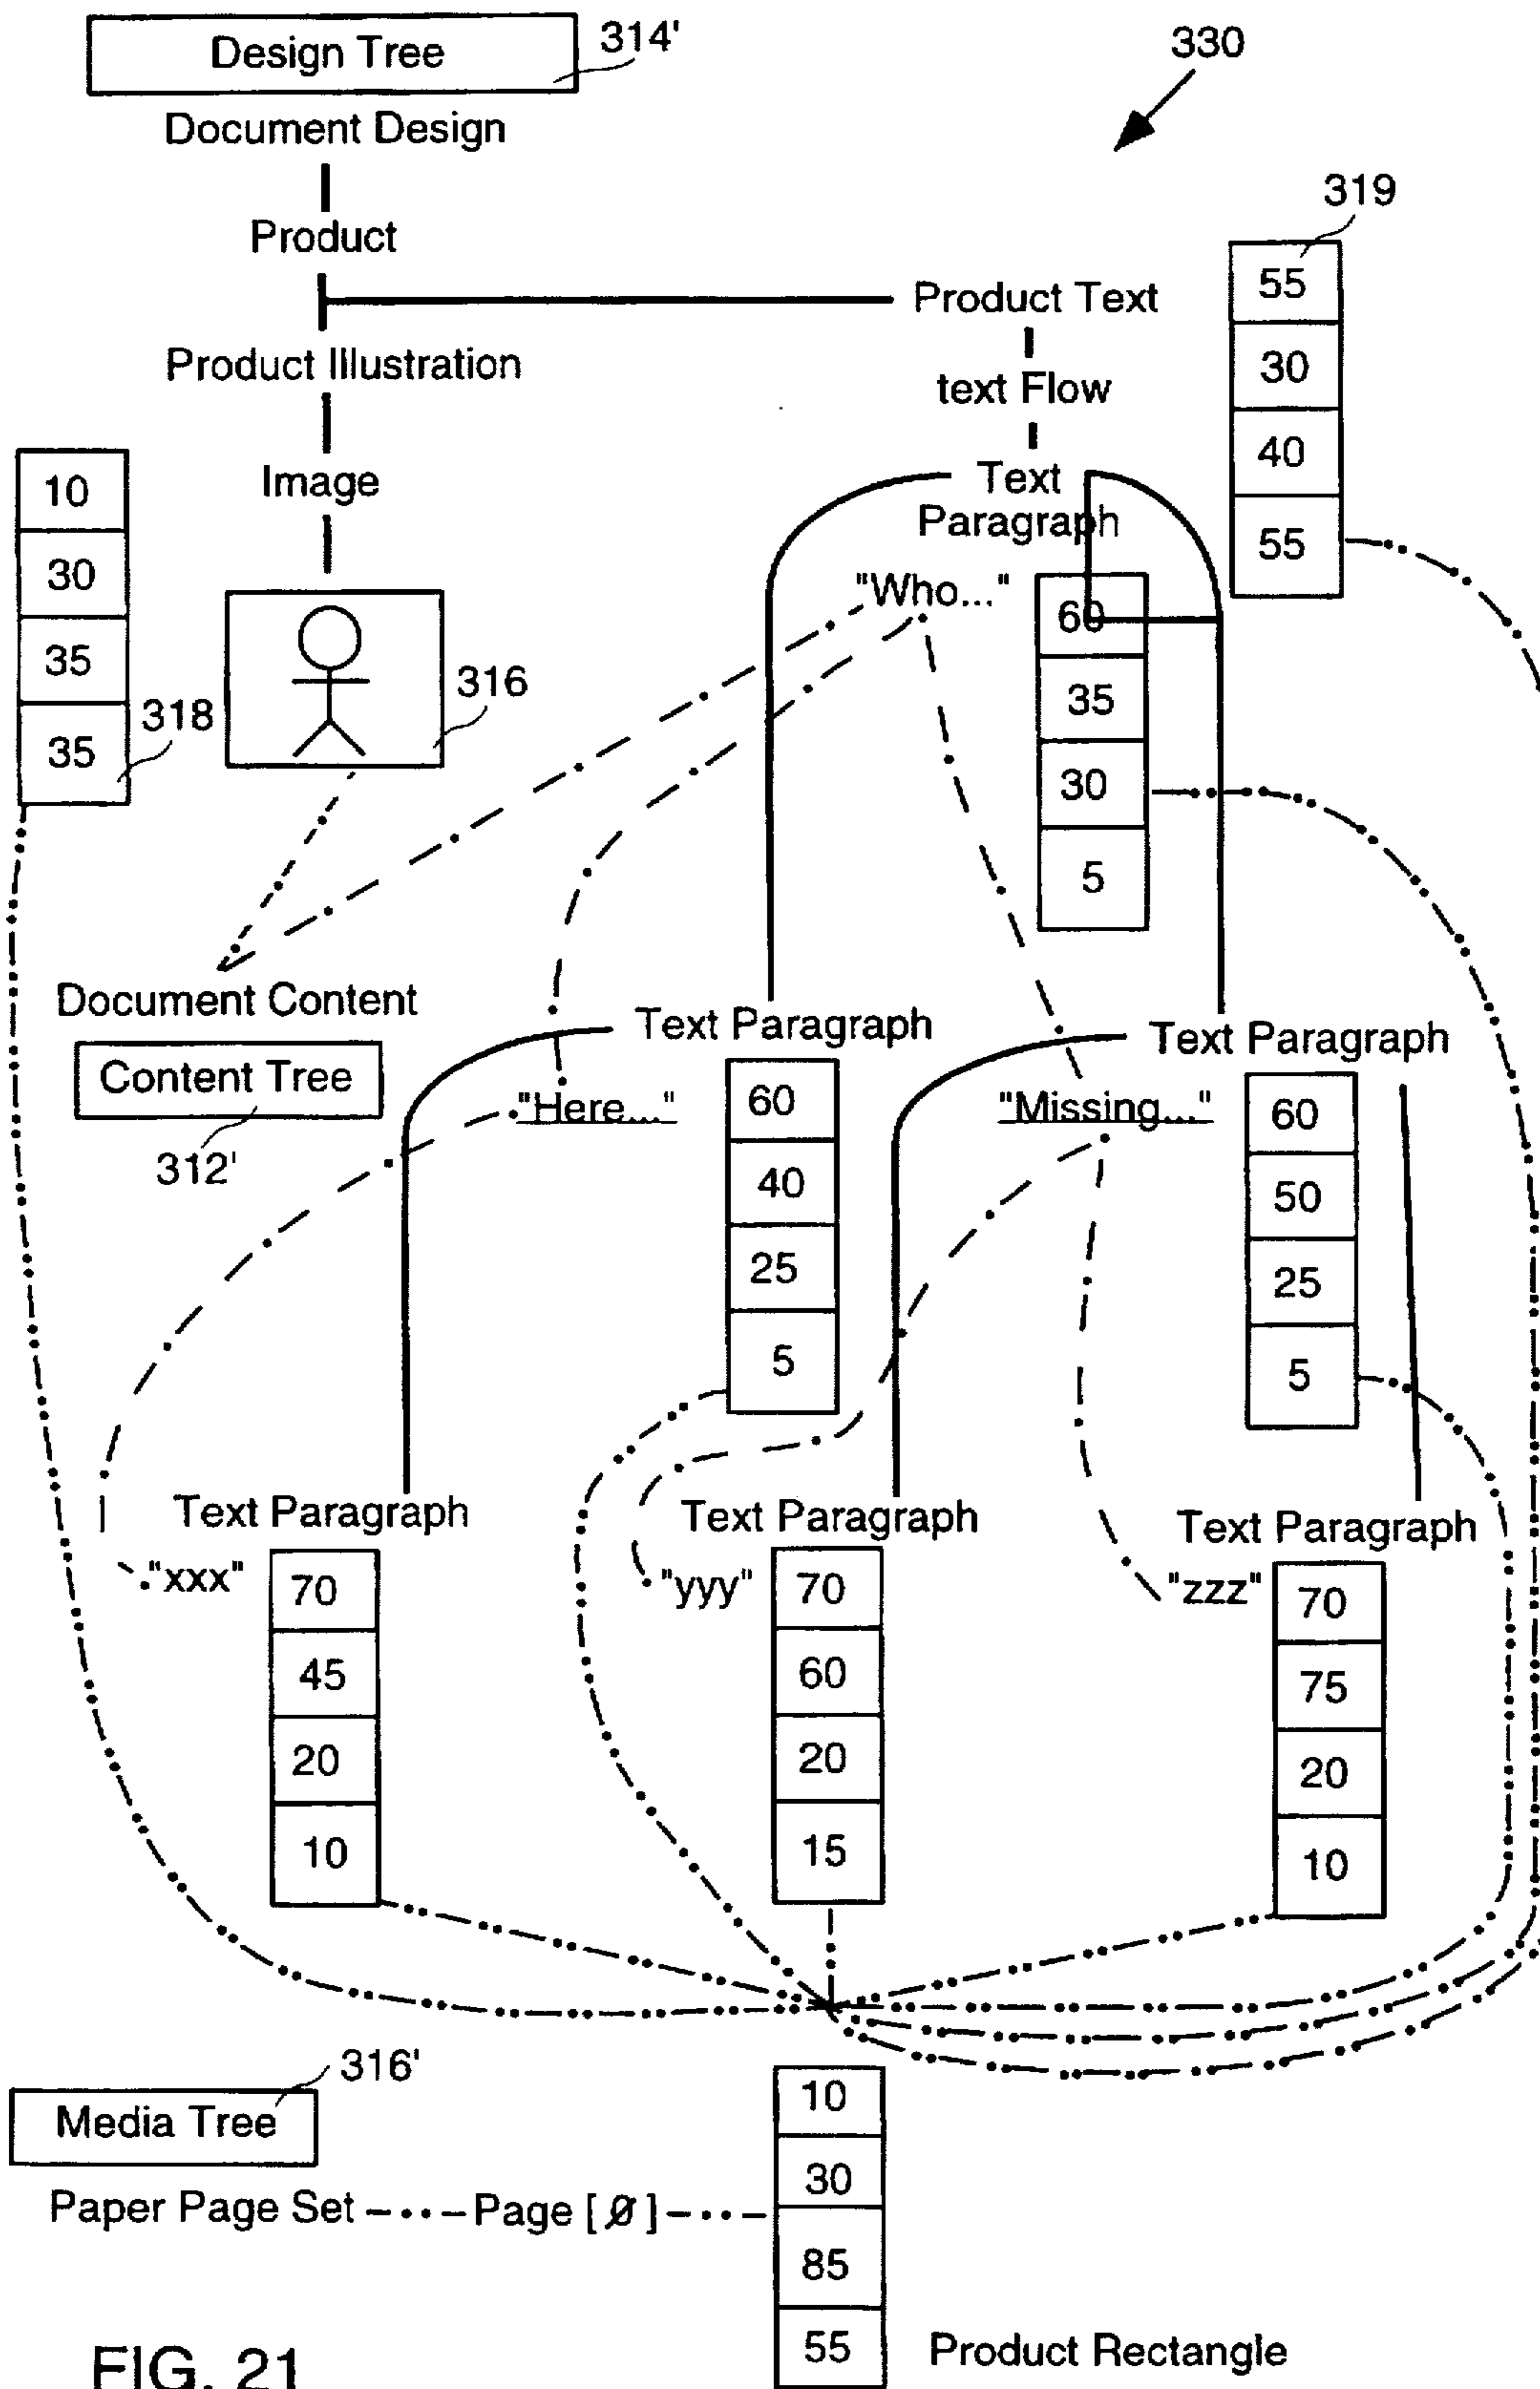 Design Tree
314'
330
Document Design
Product
319
55
30
40
55
Product Text
text Flow
Product Illustration
Image
10
30
35
35
318
316
Text
Paragraph
"Who..."
60
35
30
5
Document Content
Content Tree
312'
Text Paragraph
"Here..."
60
40
25
5
Text Paragraph
"Missing..."
60
50
25
5
Text Paragraph
"xxx"
70
45
20
10
Text Paragraph
"yyy"
70
60
20
15
Text Paragraph
"zzz"
70
75
20
10
316'
Media Tree
Paper Page Set
Page [Ø]
10
30
85
55
Product Rectangle
FIG. 21